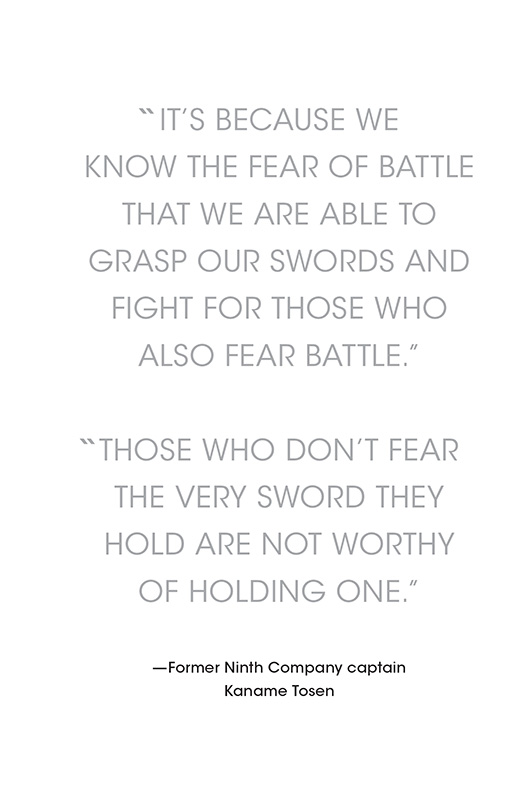 “IT’S BECAUSE WE
KNOW THE FEAR OF BATTLE
THAT WE ARE ABLE TO
GRASP OUR SWORDS AND
FIGHT FOR THOSE WHO
ALSO FEAR BATTLE.”
“THOSE WHO DON’T FEAR
THE VERY SWORD THEY
HOLD ARE NOT WORTHY
OF HOLDING ONE.”
—Former Ninth Company captain
Kaname Tosen